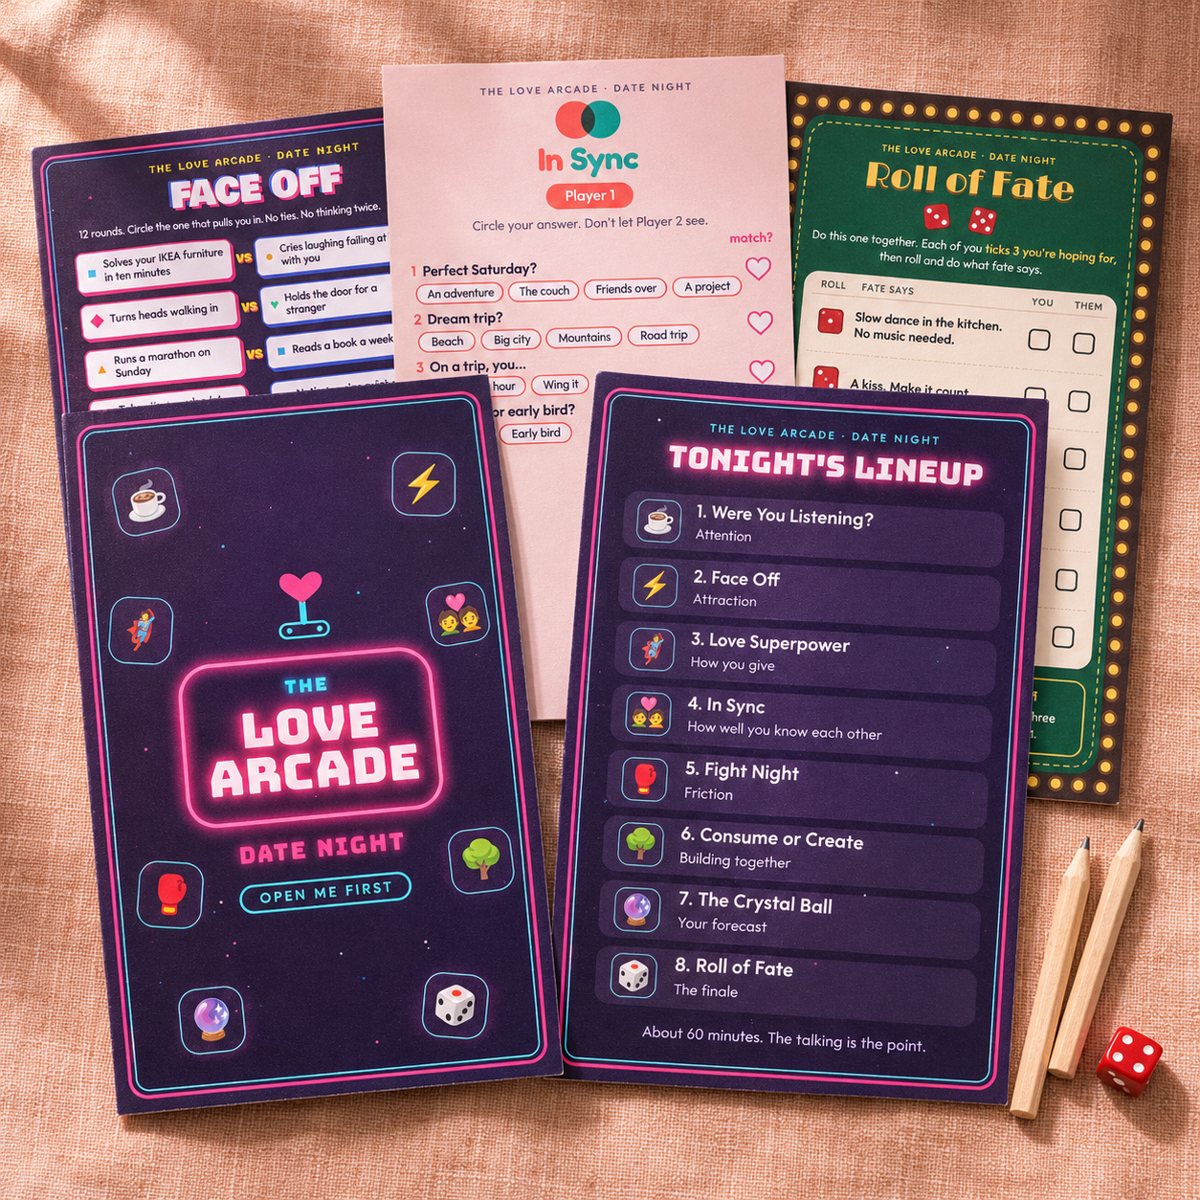 THE LOVE ARCADE · DATE NIGHT
FACE OFF
12 rounds. Circle the one that pulls you in. No ties. No thinking twice.
Solves your IKEA furniture
in ten minutes
VS
Cries laughing failing at
with you
Turns heads walking in
VS
Holds the door for a
stranger
Runs a marathon on
Sunday
VS
Reads a book a week
THE LOVE ARCADE · DATE NIGHT
In Sync
Player 1
Circle your answer. Don't let Player 2 see.
match?
1 Perfect Saturday?
An adventure
The couch
Friends over
A project
2 Dream trip?
Beach
Big city
Mountains
Road trip
3 On a trip, you...
hour
Wing it
or early bird?
Early bird
THE LOVE ARCADE · DATE NIGHT
Roll of Fate
Do this one together. Each of you ticks 3 you're hoping for,
then roll and do what fate says.
ROLL FATE SAYS YOU THEM
Slow dance in the kitchen.
No music needed.
A kiss. Make it count.
three
THE
LOVE
ARCADE
DATE NIGHT
OPEN ME FIRST
THE LOVE ARCADE · DATE NIGHT
TONIGHT'S LINEUP
1. Were You Listening?
Attention
2. Face Off
Attraction
3. Love Superpower
How you give
4. In Sync
How well you know each other
5. Fight Night
Friction
6. Consume or Create
Building together
7. The Crystal Ball
Your forecast
8. Roll of Fate
The finale
About 60 minutes. The talking is the point.